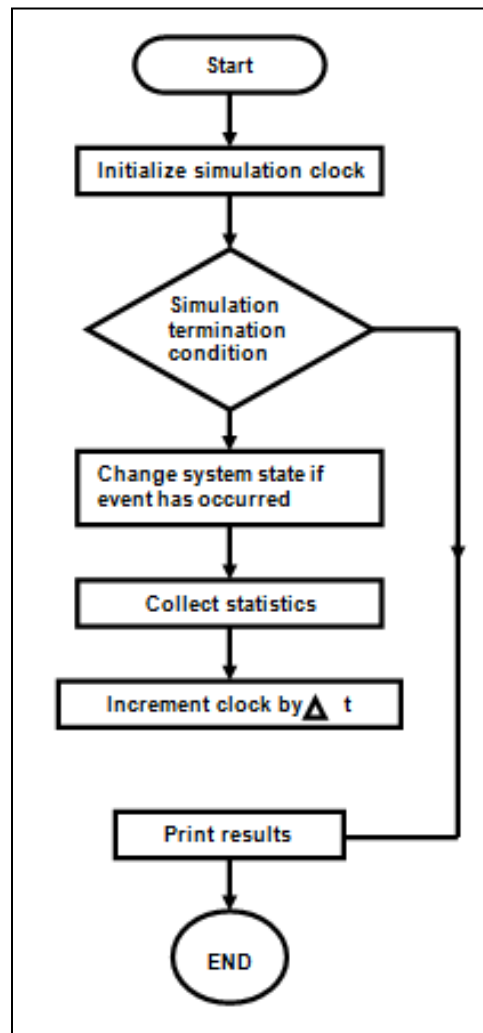 Start
Initialize simulation clock
Simulation
termination
condition
Change system state if
event has occurred
Collect statistics
Increment clock by Δ t
Print results
END